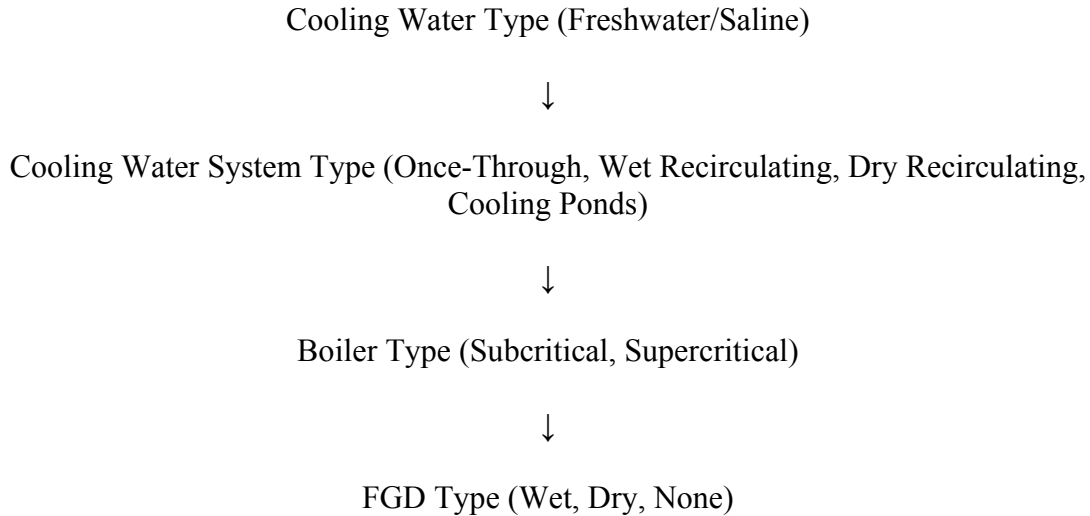 Cooling Water Type (Freshwater/Saline)
↓
Cooling Water System Type (Once-Through, Wet Recirculating, Dry Recirculating,
Cooling Ponds)
↓
Boiler Type (Subcritical, Supercritical)
↓
FGD Type (Wet, Dry, None)